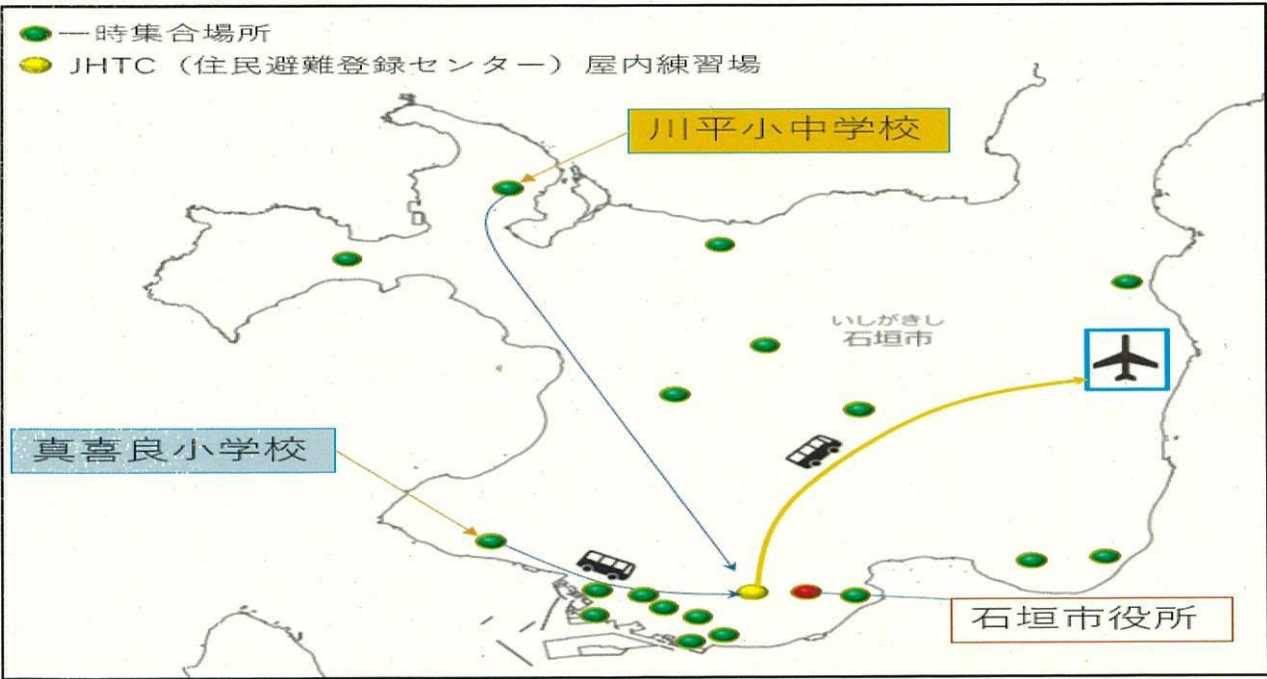 一時集合場所
JHTC（住民避難登録センター）屋内練習場
川平小中学校
いしがきし
石垣市
真喜良小学校
石垣市役所